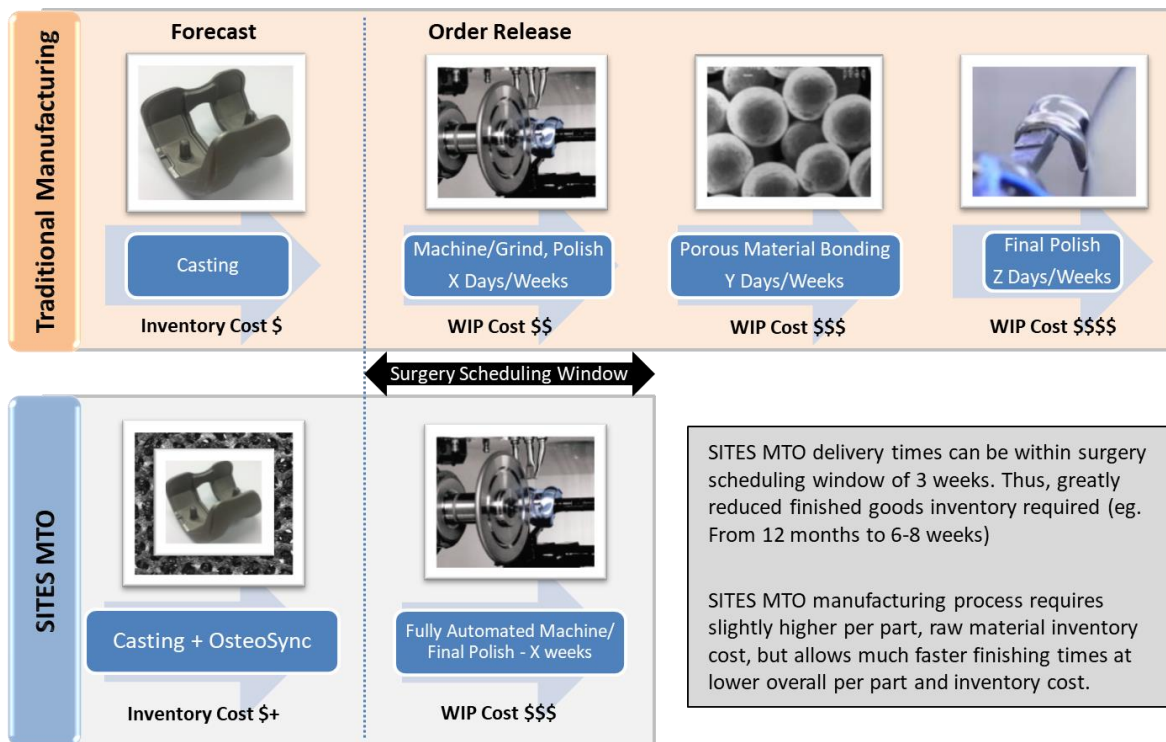 Traditional Manufacturing
Forecast
Order Release
Casting
Machine/Grind, Polish
X Days/Weeks
Porous Material Bonding
Y Days/Weeks
Final Polish
Z Days/Weeks
Inventory Cost $
WIP Cost $$
WIP Cost $$$
WIP Cost $$$$
Surgery Scheduling Window
SITES MTO
Casting + OsteoSync
Fully Automated Machine/
Final Polish - X weeks
Inventory Cost $+
WIP Cost $$$
SITES MTO delivery times can be within surgery
scheduling window of 3 weeks. Thus, greatly
reduced finished goods inventory required (eg.
From 12 months to 6-8 weeks)
SITES MTO manufacturing process requires
slightly higher per part, raw material inventory
cost, but allows much faster finishing times at
lower overall per part and inventory cost.